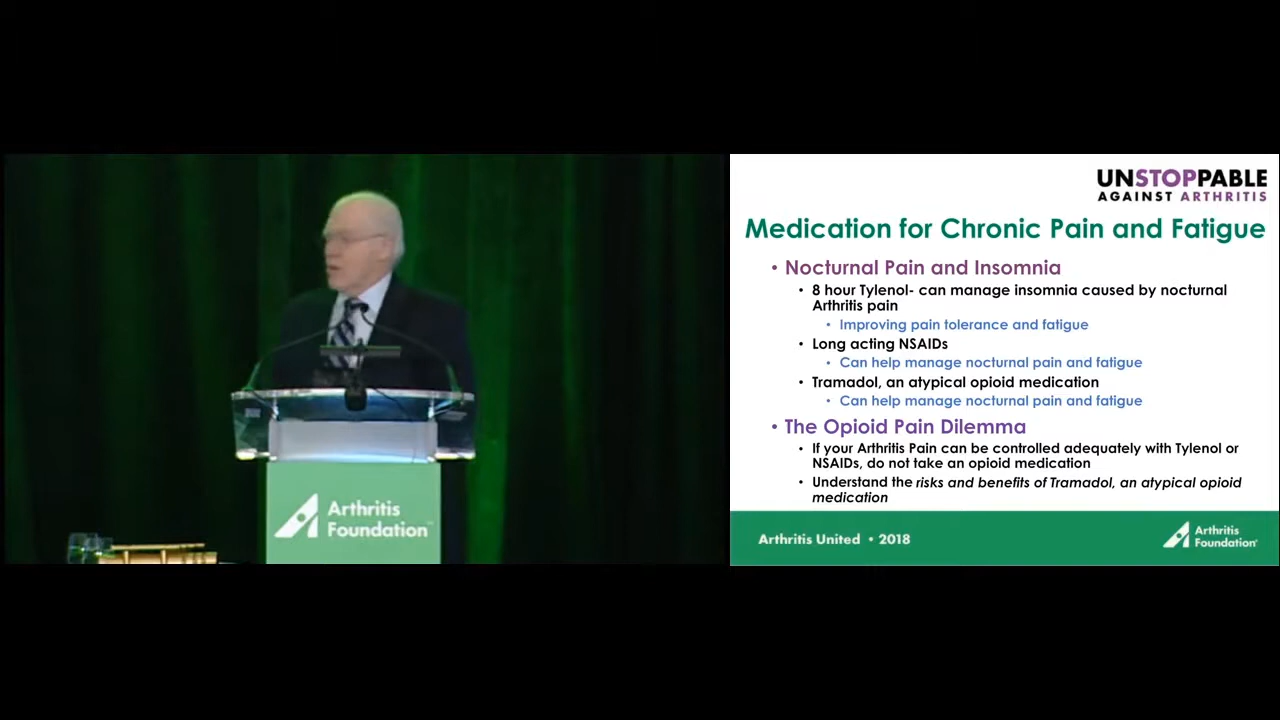 UNSTOPPABLE
AGAINST ARTHRITIS
Medication for Chronic Pain and Fatigue
• Nocturnal Pain and Insomnia
• 8 hour Tylenol- can manage insomnia caused by nocturnal
Arthritis pain
• Improving pain tolerance and fatigue
• Long acting NSAIDs
• Can help manage nocturnal pain and fatigue
• Tramadol, an atypical opioid medication
• Can help manage nocturnal pain and fatigue
• The Opioid Pain Dilemma
• If your Arthritis Pain can be controlled adequately with Tylenol or
NSAIDs, do not take an opioid medication
• Understand the risks and benefits of Tramadol, an atypical opioid
medication
Arthritis United • 2018
Arthritis
Foundation
Arthritis
Foundation